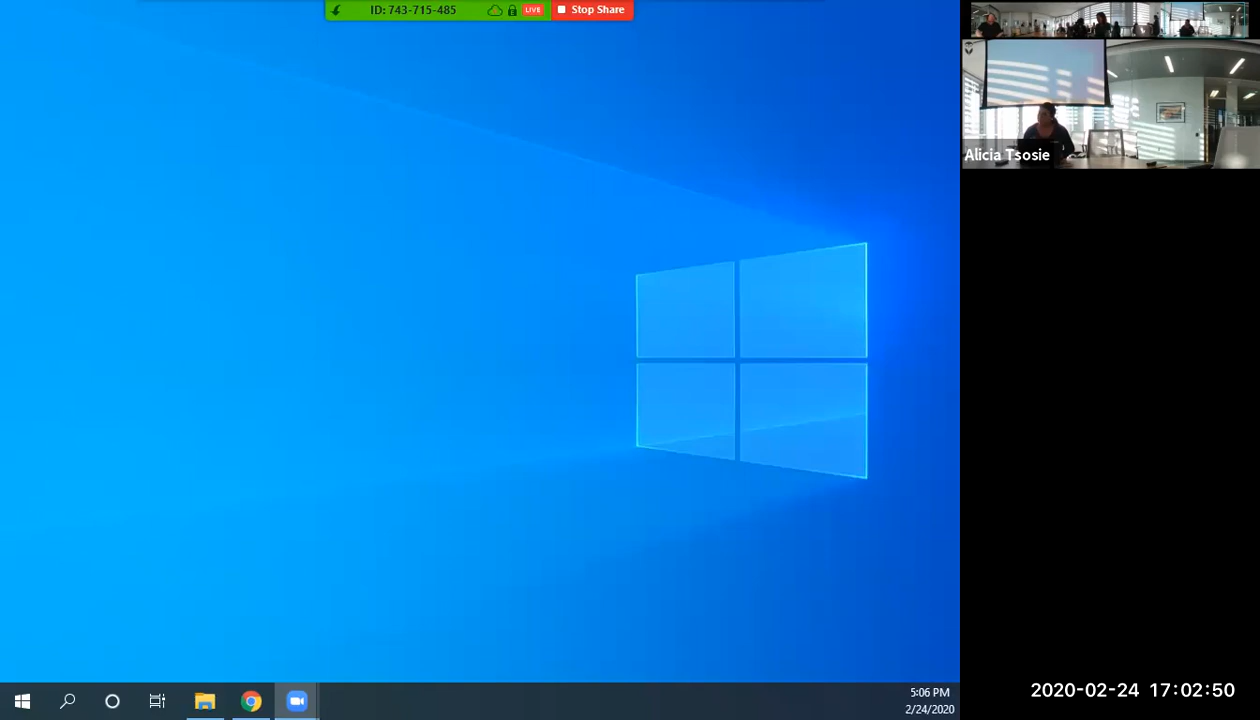 ID: 743-715-485 LIVE Stop Share
Alicia Tsosie
5:06 PM
2/24/2020
2020-02-24 17:02:50